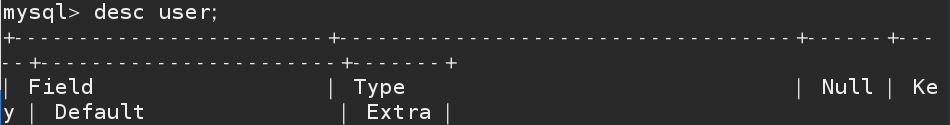 mysql> desc user;
+------------------------+-----------------------------------+------+---
--+-----------------------+-------+
| Field                  | Type                              | Null | Ke
y | Default               | Extra |